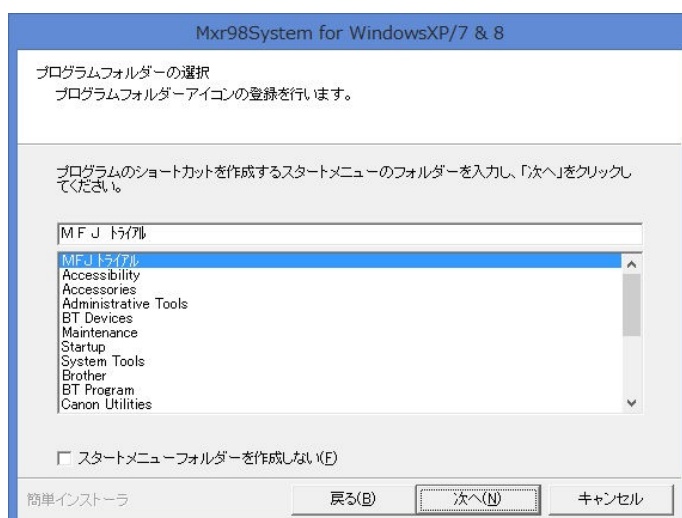 Mxr98System for WindowsXP/7 & 8
プログラムフォルダーの選択
プログラムフォルダーアイコンの登録を行います。
プログラムのショートカットを作成するスタートメニューのフォルダーを入力し、「次へ」をクリックし
てください。
ＭＦＪ ﾄﾗｲｱﾙ
MFJ ﾄﾗｲｱﾙ
Accessibility
Accessories
Administrative Tools
BT Devices
Maintenance
Startup
System Tools
Brother
BT Program
Canon Utilities
スタートメニューフォルダーを作成しない(F)
簡単インストーラ
戻る(B)
次へ(N)
キャンセル